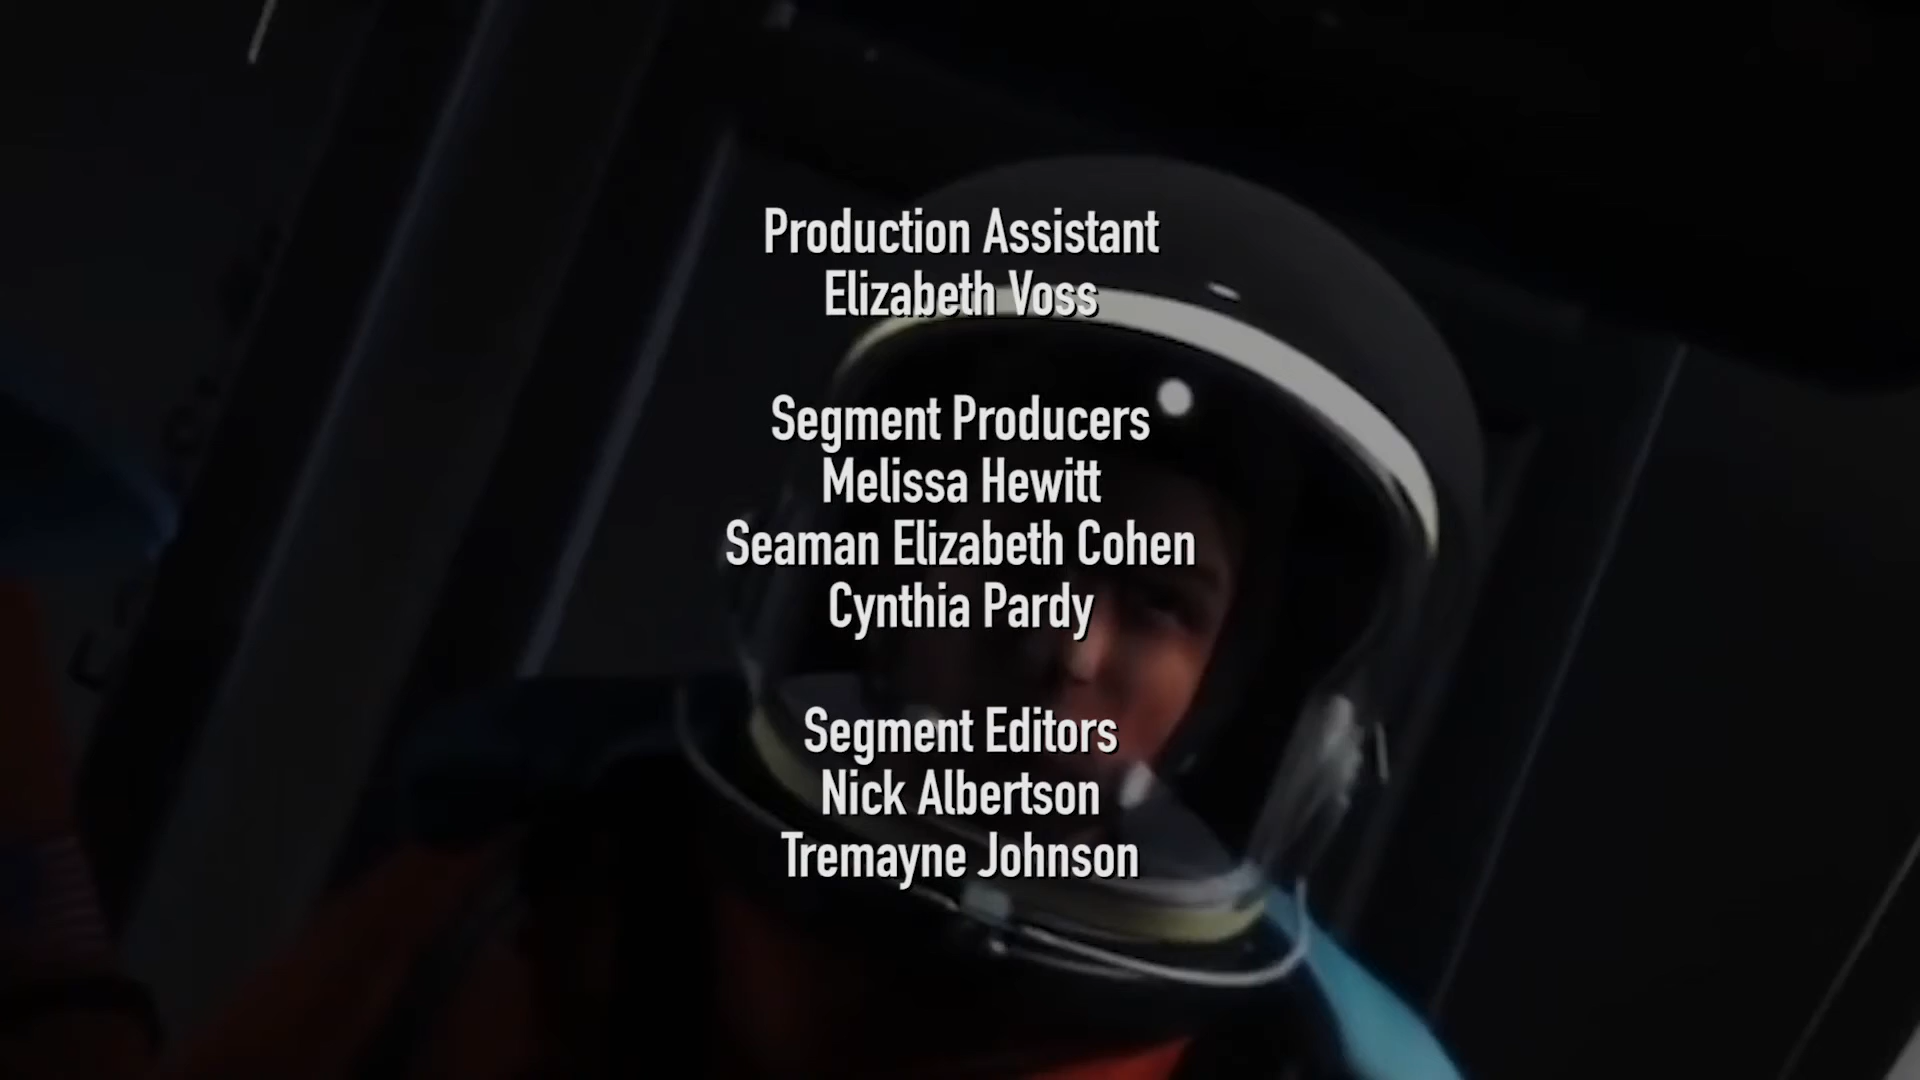 Production Assistant
Elizabeth Voss
Segment Producers
Melissa Hewitt
Seaman Elizabeth Cohen
Cynthia Pardy
Segment Editors
Nick Albertson
Tremayne Johnson